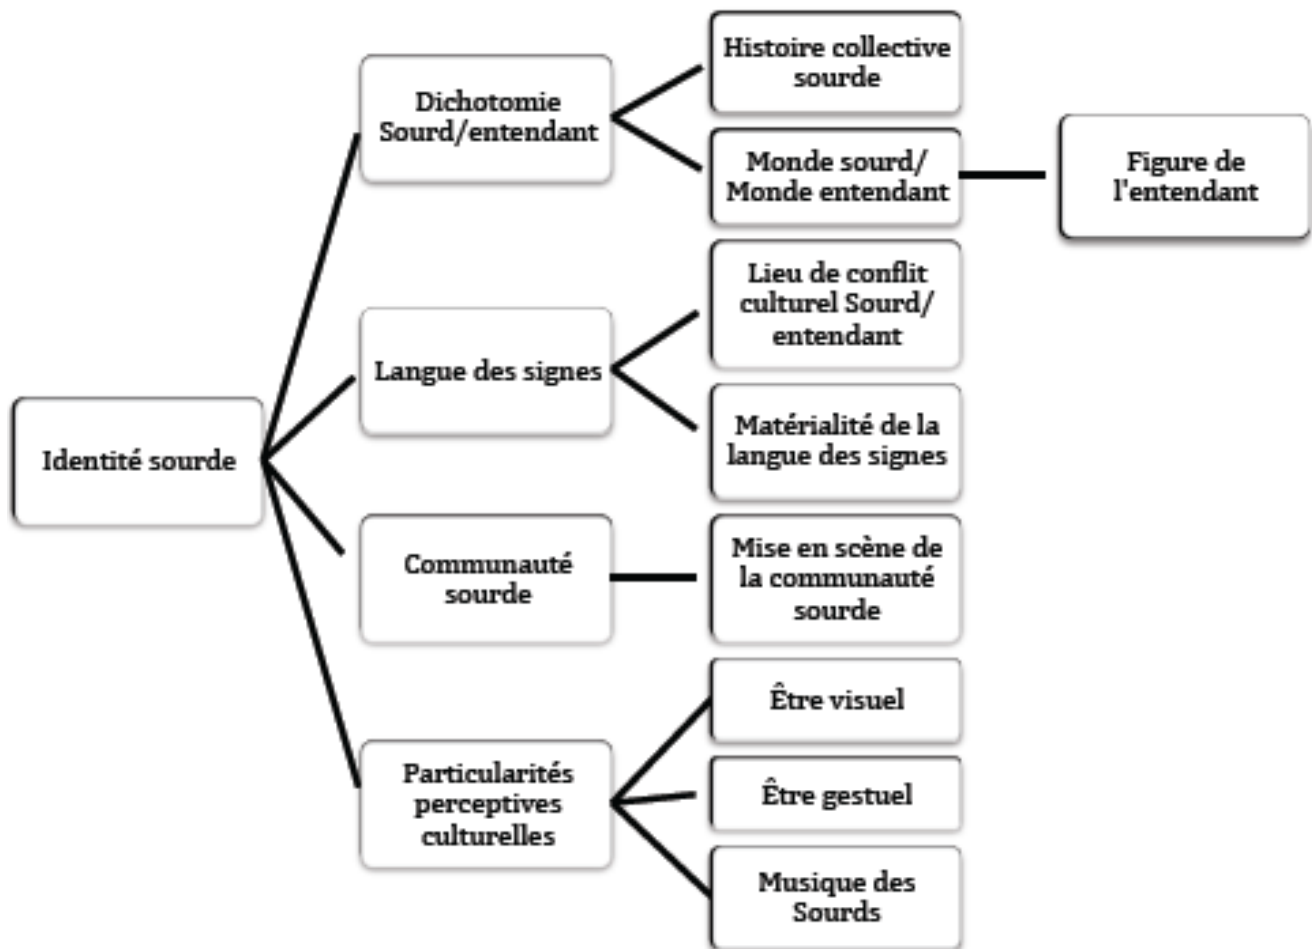 Histoire collective
sourde
Dichotomie
Sourd/entendant
Monde sourd/
Monde entendant
Figure de
l'entendant
Lieu de conflit
culturel Sourd/
entendant
Langue des signes
Matérialité de la
langue des signes
Identité sourde
Communauté
sourde
Mise en scène de
la communauté
sourde
Être visuel
Particularités
perceptives
culturelles
Être gestuel
Musique des
Sourds